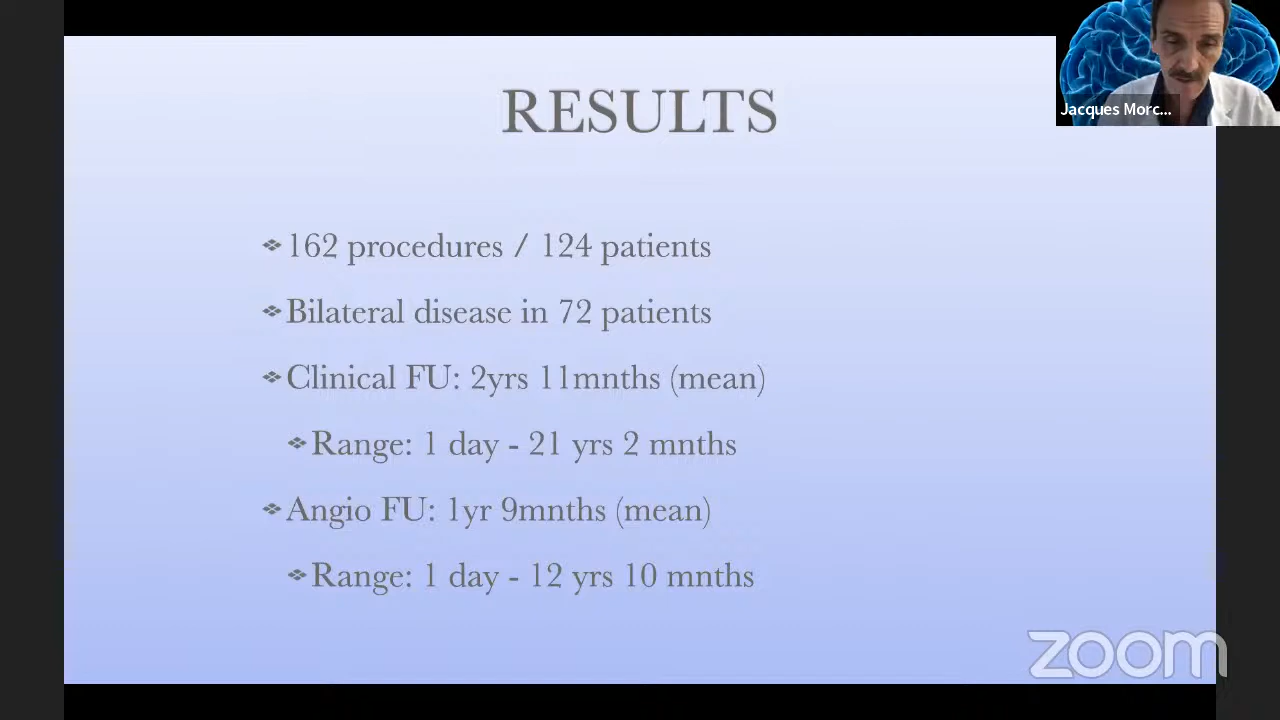 RESULTS
Jacques Morc...
162 procedures / 124 patients
Bilateral disease in 72 patients
Clinical FU: 2yrs 11mnths (mean)
Range: 1 day - 21 yrs 2 mnths
Angio FU: 1yr 9mnths (mean)
Range: 1 day - 12 yrs 10 mnths
zoom